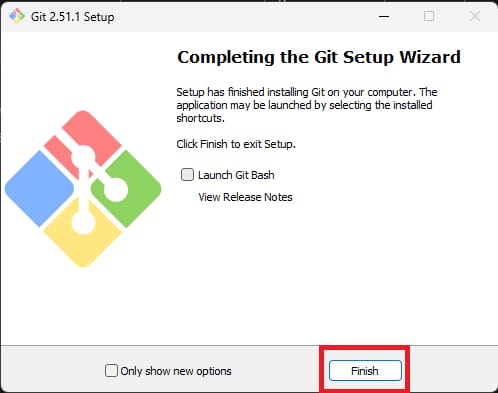 Git 2.51.1 Setup
Completing the Git Setup Wizard
Setup has finished installing Git on your computer. The
application may be launched by selecting the installed
shortcuts.
Click Finish to exit Setup.
Launch Git Bash
View Release Notes
Only show new options
Finish